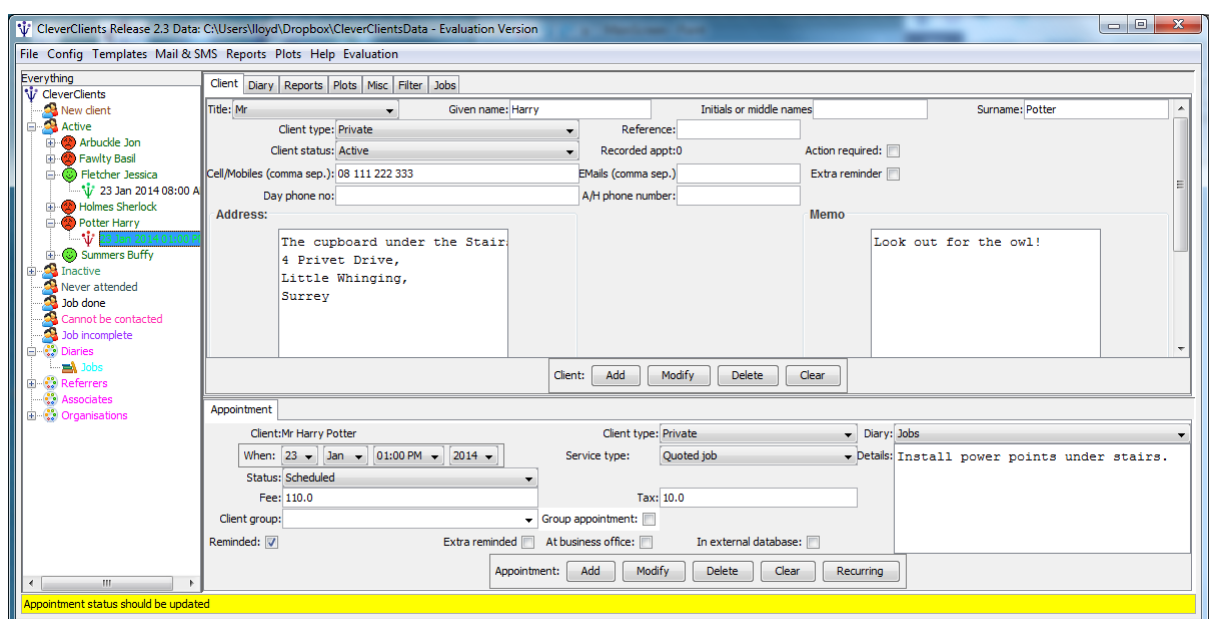 CleverClients Release 2.3 Data: C:\Users\lloyd\Dropbox\CleverClientsData - Evaluation Version
File Config Templates Mail & SMS Reports Plots Help Evaluation
Everything
CleverClients
New client
Active
Arbuckle Jon
Fawlty Basil
Fletcher Jessica
23 Jan 2014 08:00 A
Holmes Sherlock
Potter Harry
23 Jan 2014 01:00 P
Summers Buffy
Inactive
Never attended
Job done
Cannot be contacted
Job incomplete
Diaries
Jobs
Referrers
Associates
Organisations
Client Diary Reports Plots Misc Filter Jobs
Title: Mr Given name: Harry Initials or middle names Surname: Potter
Client type: Private Reference:
Client status: Active Recorded appt:0 Action required:
Cell/Mobiles (comma sep.): 08 111 222 333 EMails (comma sep.) Extra reminder
Day phone no: A/H phone number:
Address: Memo
The cupboard under the Stair Look out for the owl!
4 Privet Drive,
Little Whinging,
Surrey
Client: Add Modify Delete Clear
Appointment
Client:Mr Harry Potter Client type: Private Diary: Jobs
When: 23 Jan 01:00 PM 2014 Service type: Quoted job Details: Install power points under stairs.
Status: Scheduled
Fee: 110.0 Tax: 10.0
Client group: Group appointment:
Reminded: Extra reminded At business office: In external database:
Appointment: Add Modify Delete Clear Recurring
Appointment status should be updated